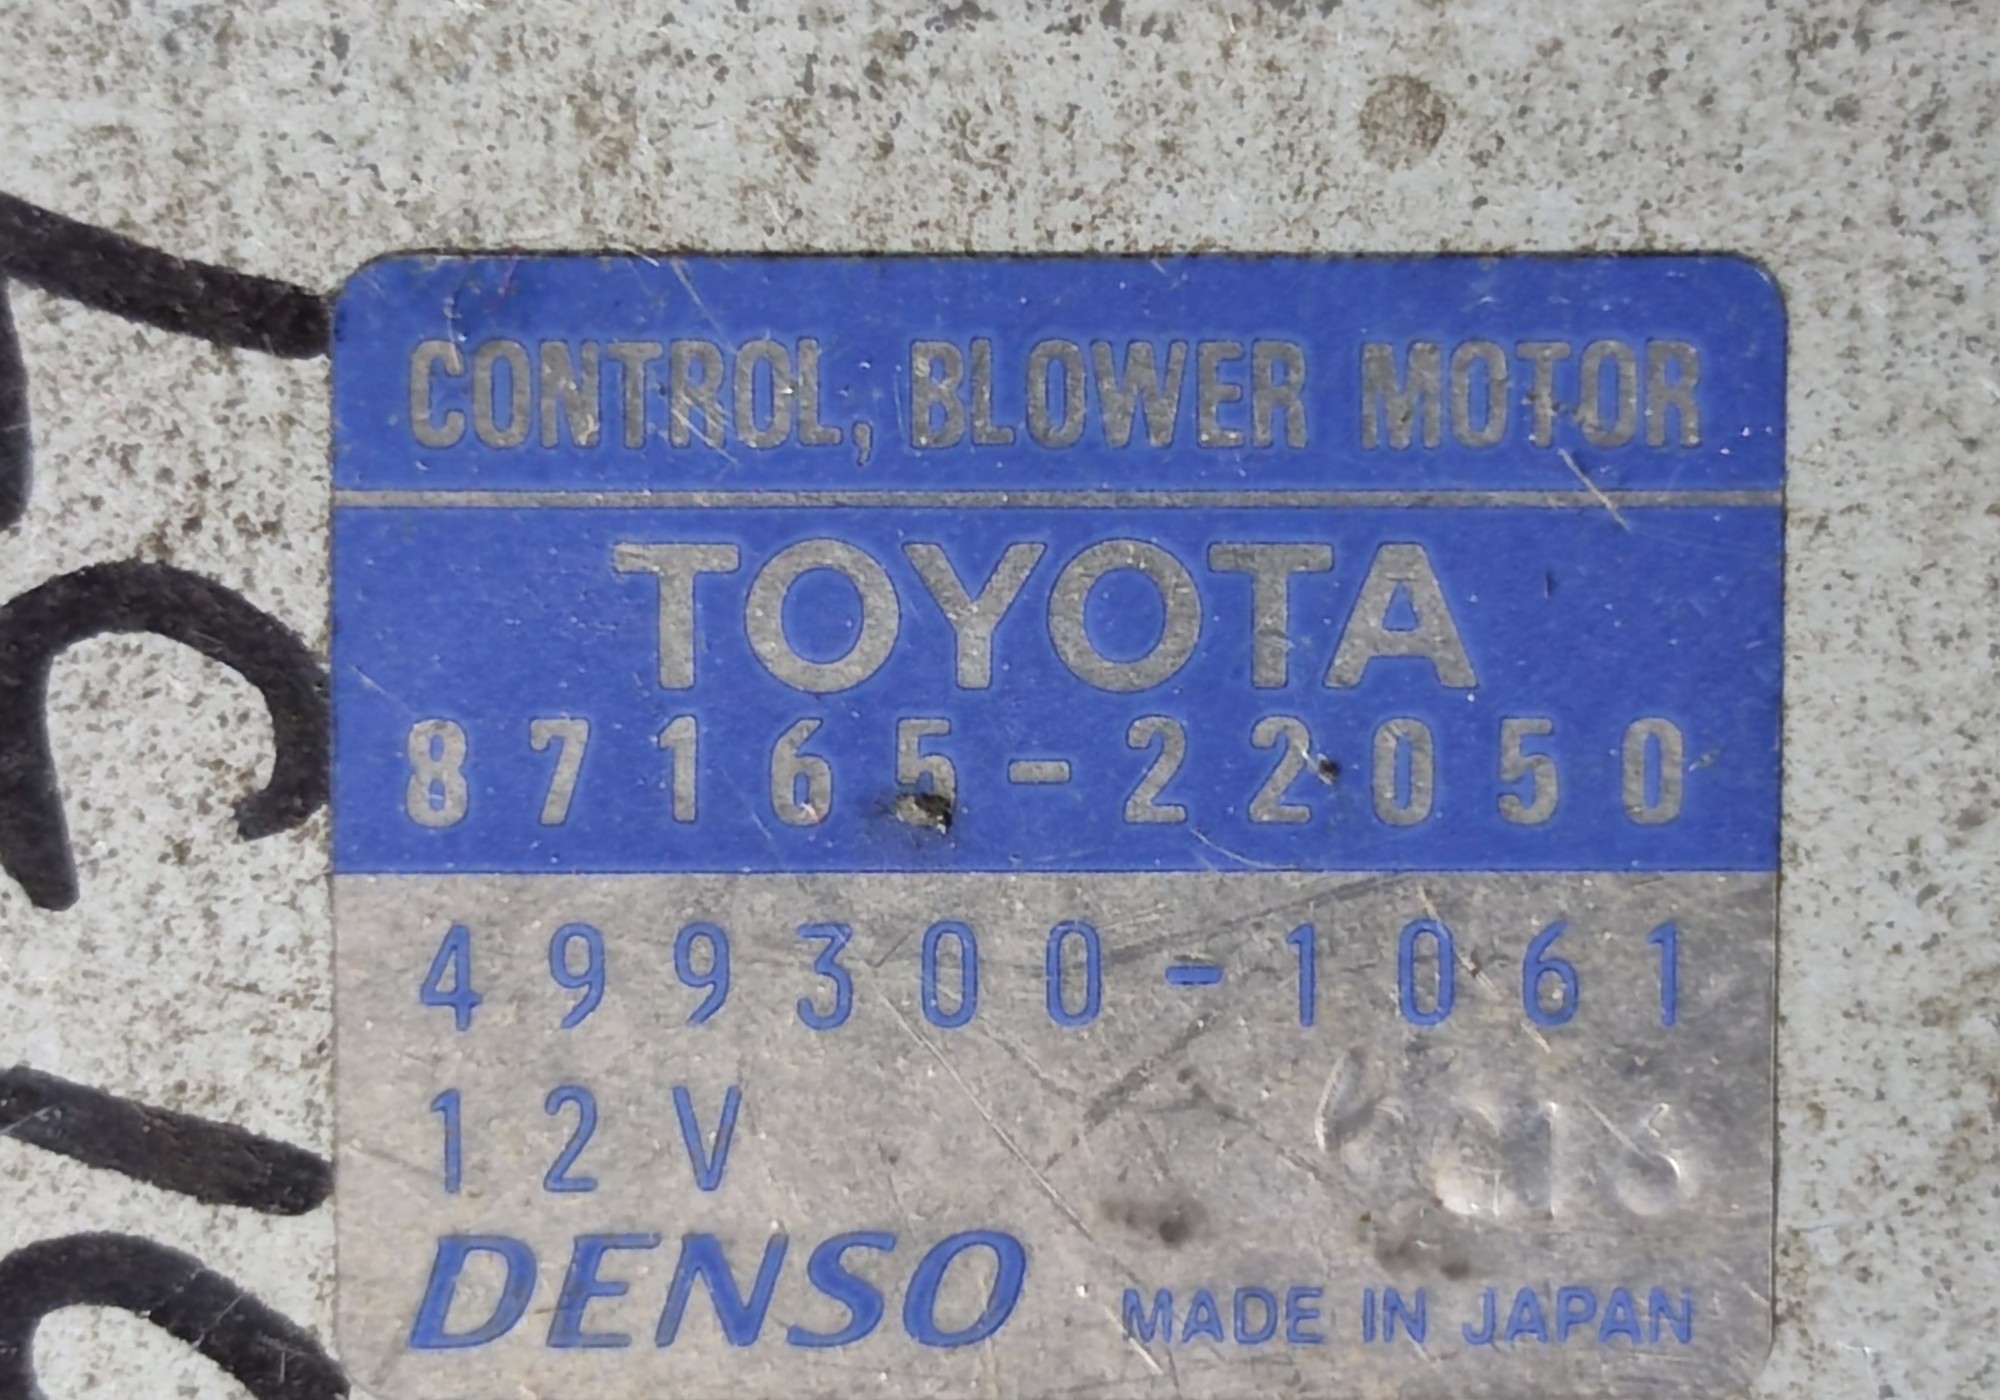 CONTROL, BLOWER MOTOR
TOYOTA
87165-22050
499300-1061
12V
DENSO MADE IN JAPAN